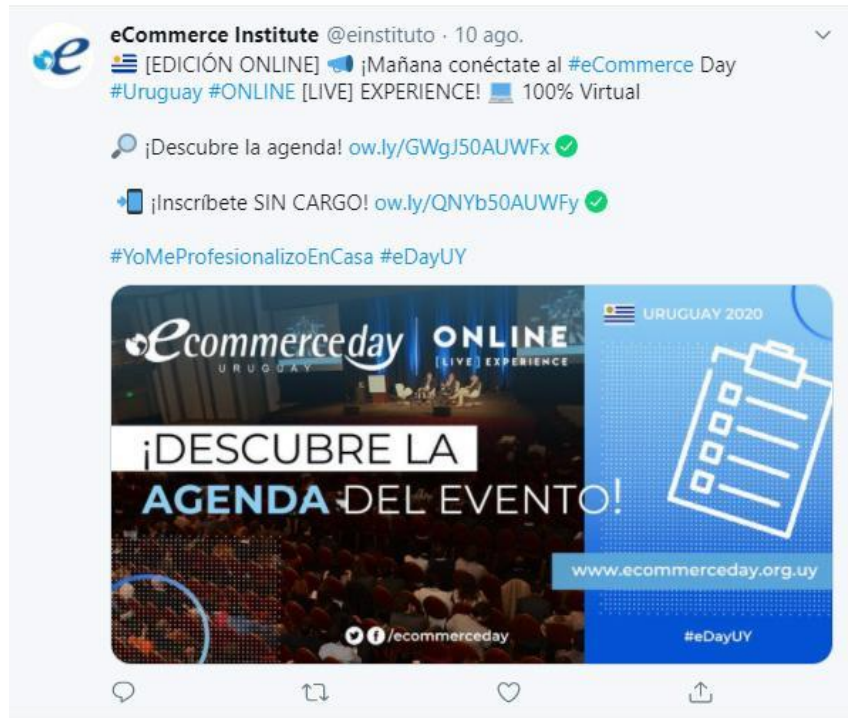 eCommerce Institute @einstituto · 10 ago.
[EDICIÓN ONLINE] ¡Mañana conéctate al #eCommerce Day
#Uruguay #ONLINE [LIVE] EXPERIENCE! 100% Virtual
¡Descubre la agenda! ow.ly/GWgJ50AUWFx
¡Inscríbete SIN CARGO! ow.ly/QNYb50AUWFy
#YoMeProfesionalizoEnCasa #eDayUY
ecommerceday
URUGUAY
ONLINE
[LIVE] EXPERIENCE
URUGUAY 2020
¡DESCUBRE LA
AGENDA DEL EVENTO!
www.ecommerceday.org.uy
/ecommerceday
#eDayUY